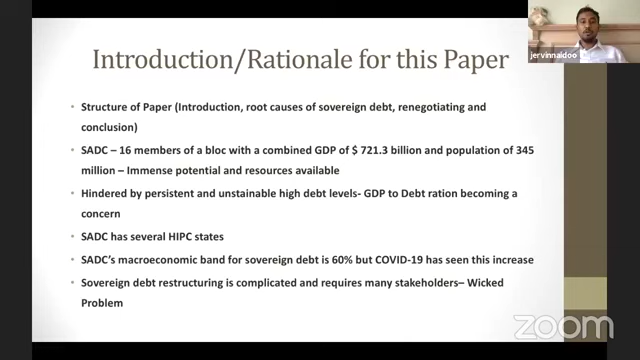 jervinnaidoo
Introduction/Rationale for this Paper
• Structure of Paper (Introduction, root causes of sovereign debt, renegotiating and
conclusion)
• SADC – 16 members of a bloc with a combined GDP of $ 721.3 billion and population of 345
million – Immense potential and resources available
• Hindered by persistent and unstainable high debt levels- GDP to Debt ration becoming a
concern
• SADC has several HIPC states
• SADC's macroeconomic band for sovereign debt is 60% but COVID-19 has seen this increase
• Sovereign debt restructuring is complicated and requires many stakeholders– Wicked
Problem
zoom